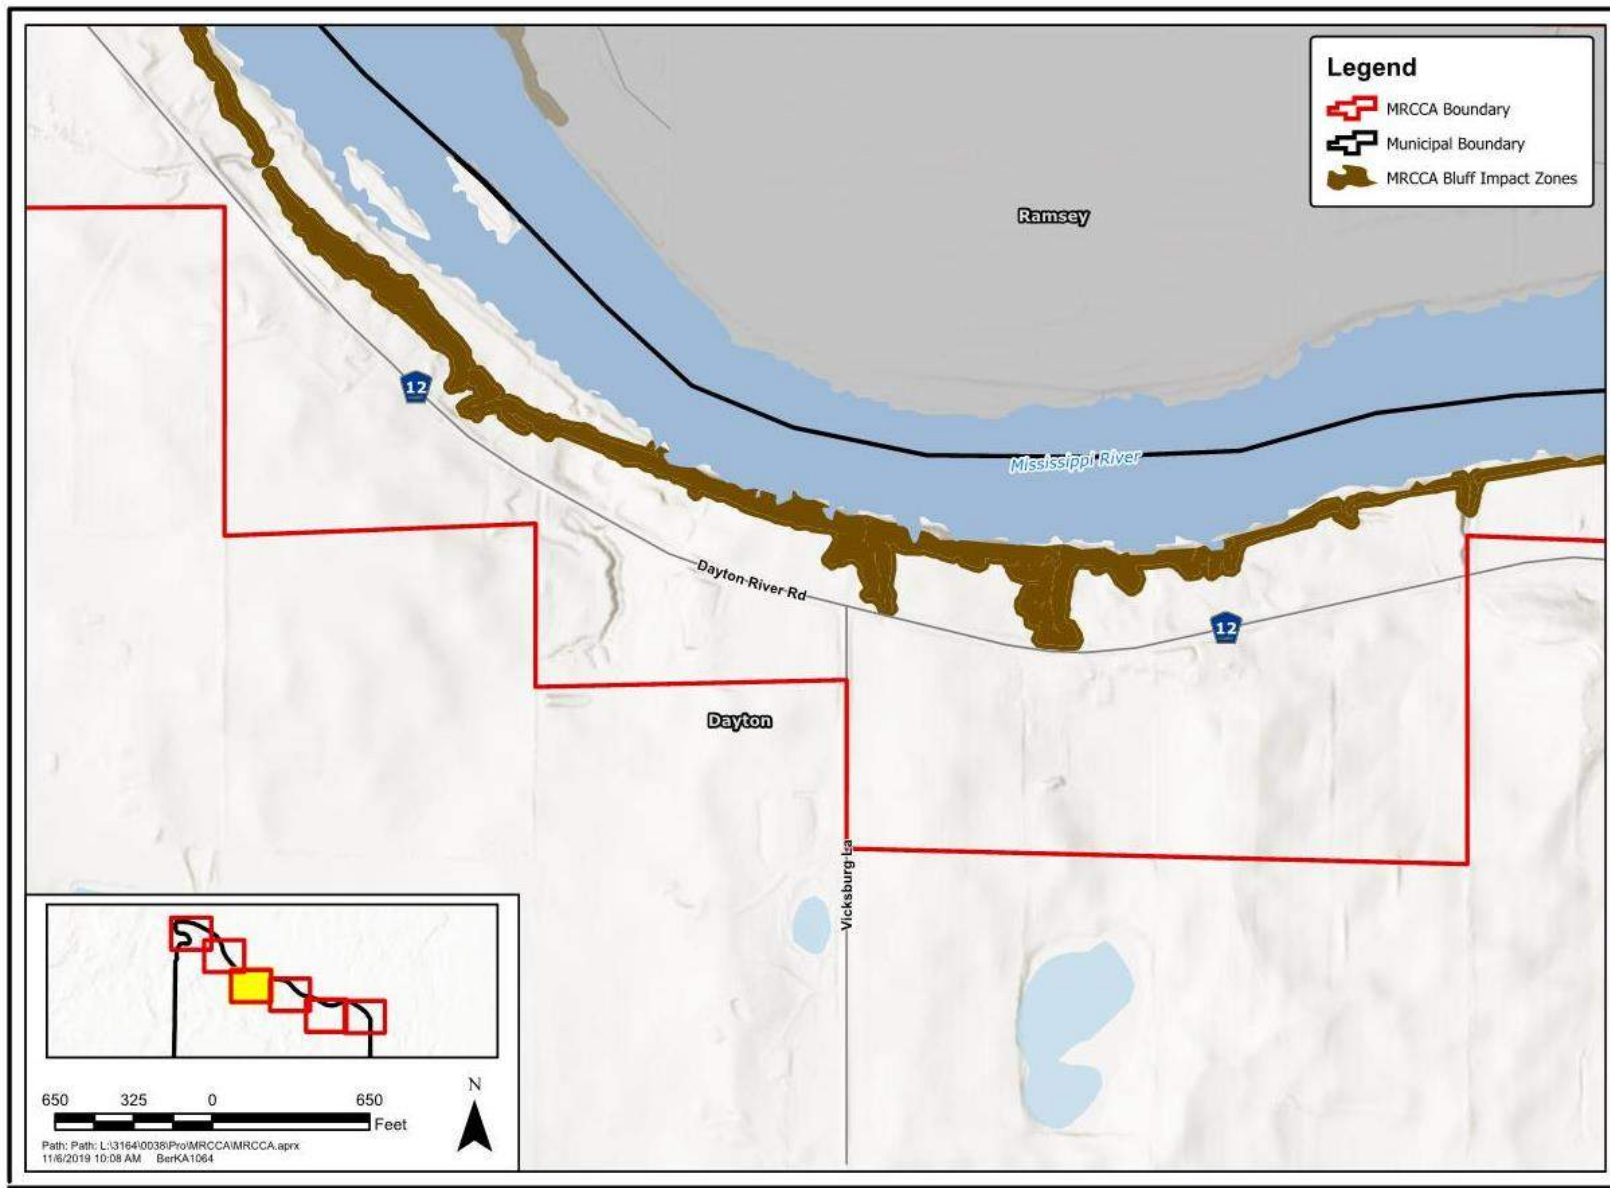 Legend
MRCCA Boundary
Municipal Boundary
MRCCA Bluff Impact Zones
Ramsey
12
Mississippi River
Dayton River Rd
12
Dayton
Vicksburg La
N
650 325 0 650
Feet
Path: Path: L:\3164\0038\Pro\MRCCA\MRCCA.aprx
11/6/2019 10:08 AM BerKA1064